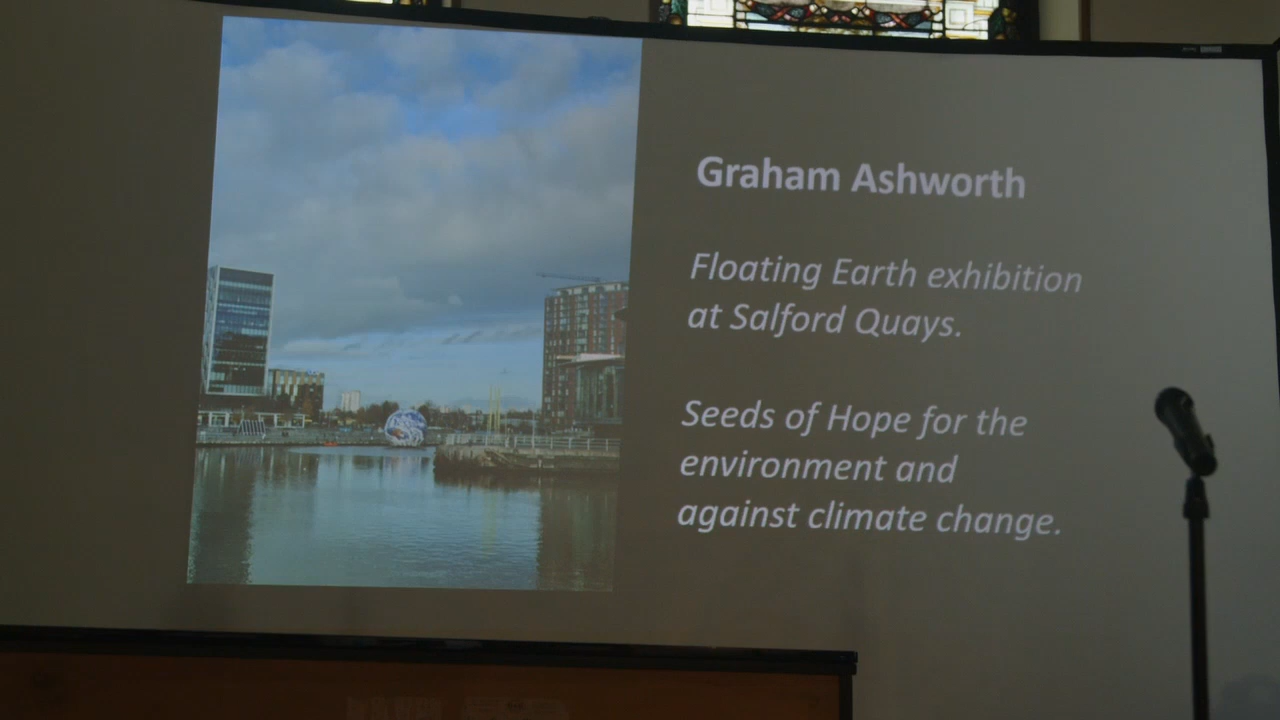 Graham Ashworth
Floating Earth exhibition
at Salford Quays.
Seeds of Hope for the
environment and
against climate change.